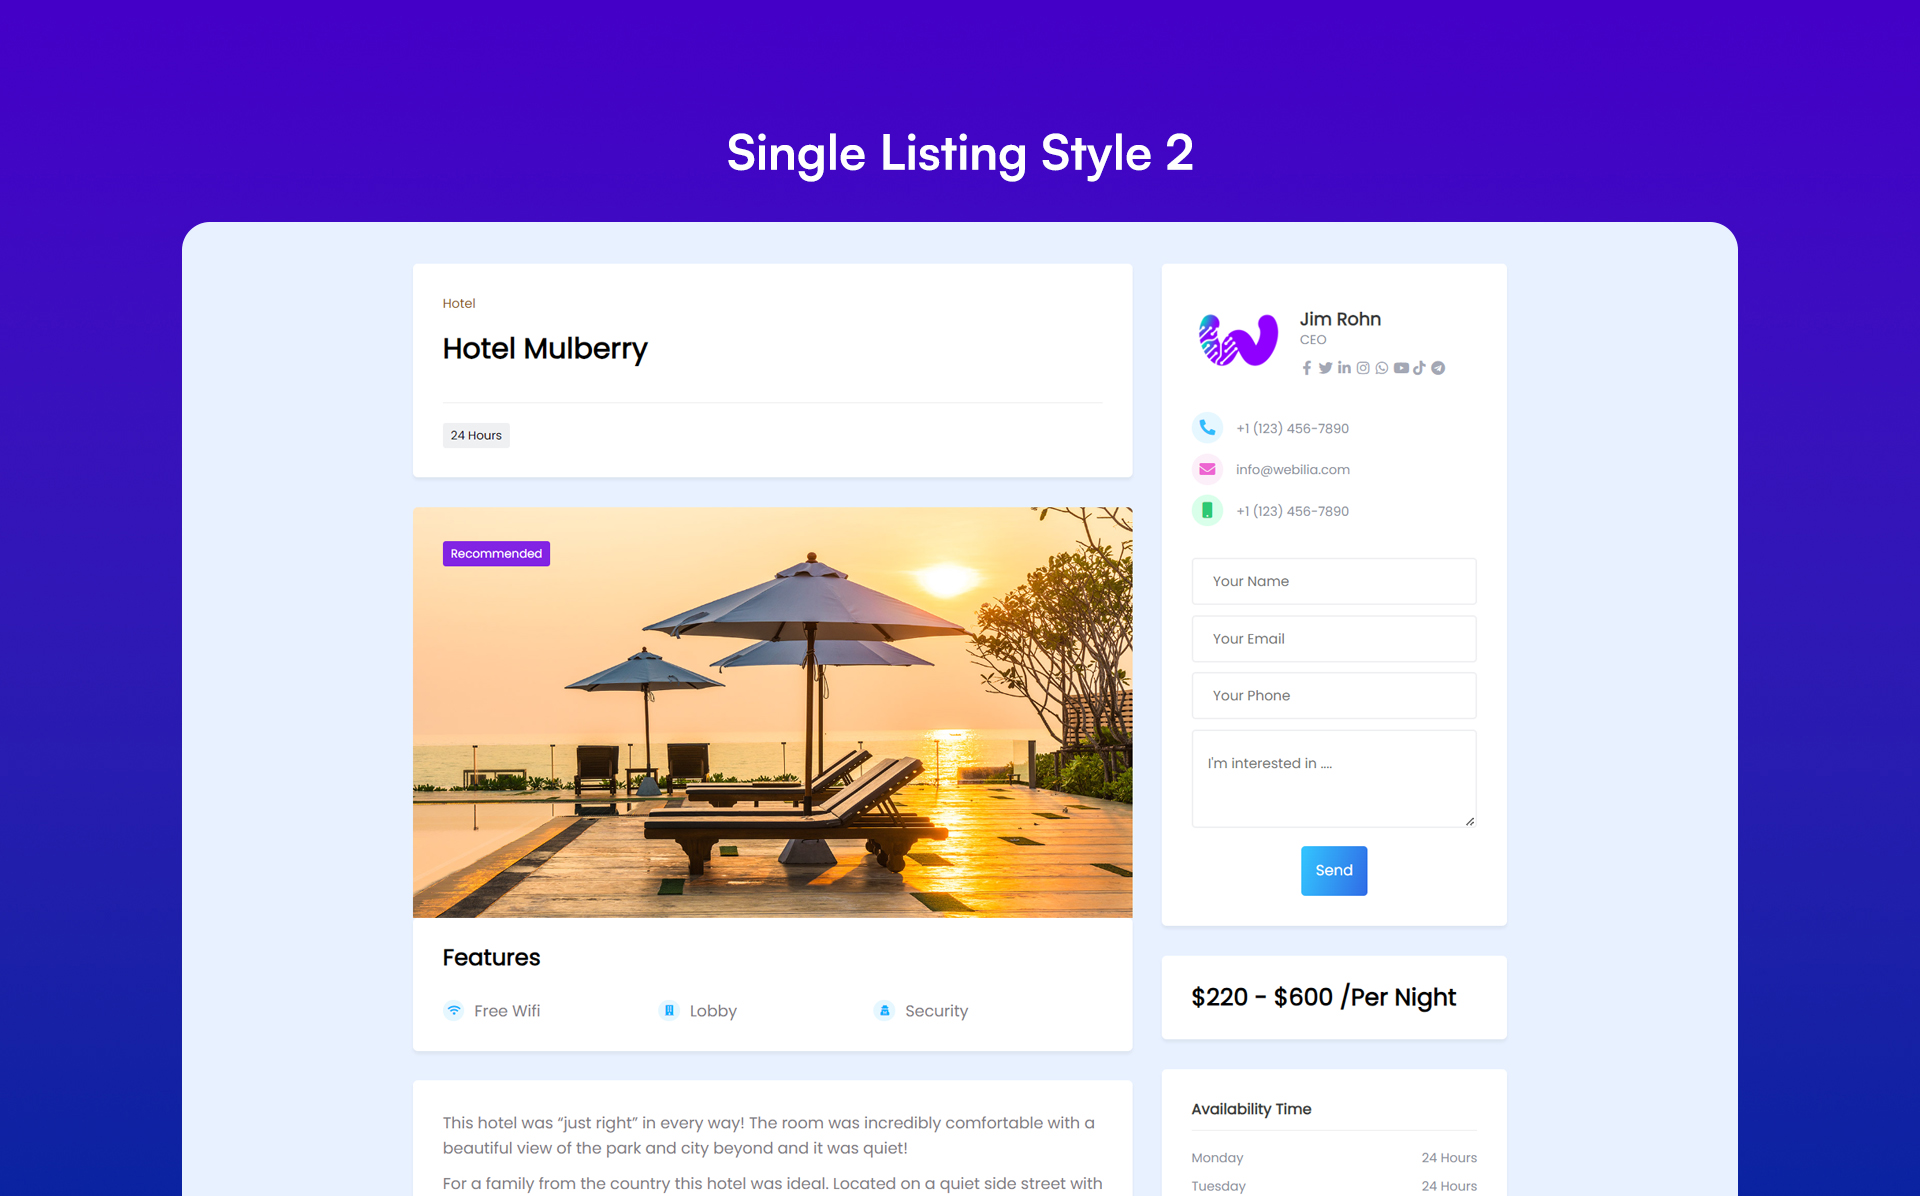 Single Listing Style 2
Hotel
Hotel Mulberry
24 Hours
Recommended
Features
Free Wifi
Lobby
Security
This hotel was “just right” in every way! The room was incredibly comfortable with a
beautiful view of the park and city beyond and it was quiet!
For a family from the country this hotel was ideal. Located on a quiet side street with
Jim Rohn
CEO
+1 (123) 456-7890
info@webilia.com
+1 (123) 456-7890
Your Name
Your Email
Your Phone
I'm interested in ....
Send
$220 - $600 /Per Night
Availability Time
Monday 24 Hours
Tuesday 24 Hours